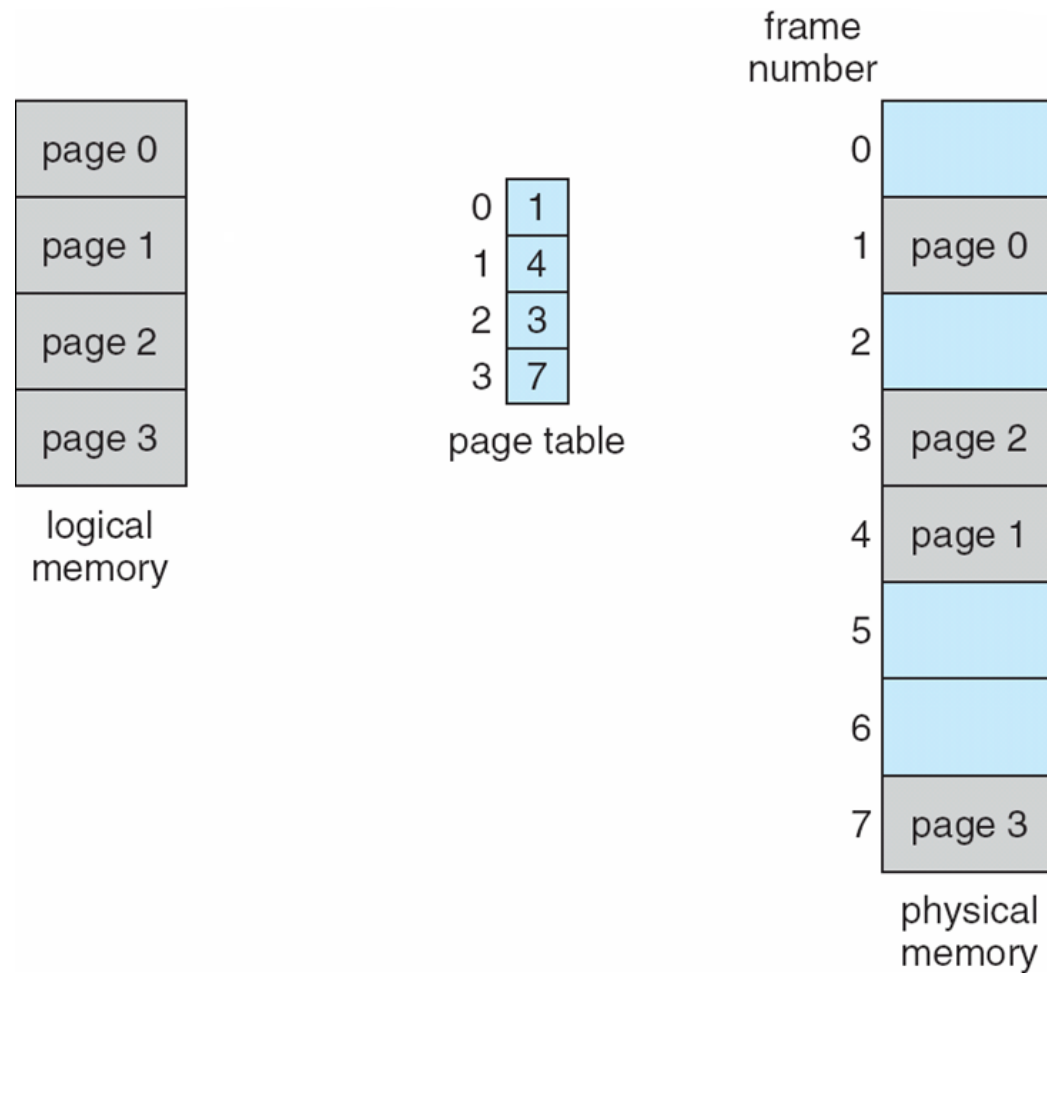 page 0
page 1
page 2
page 3
logical
memory
0 1
1 4
2 3
3 7
page table
frame
number
0
1 page 0
2
3 page 2
4 page 1
5
6
7 page 3
physical
memory